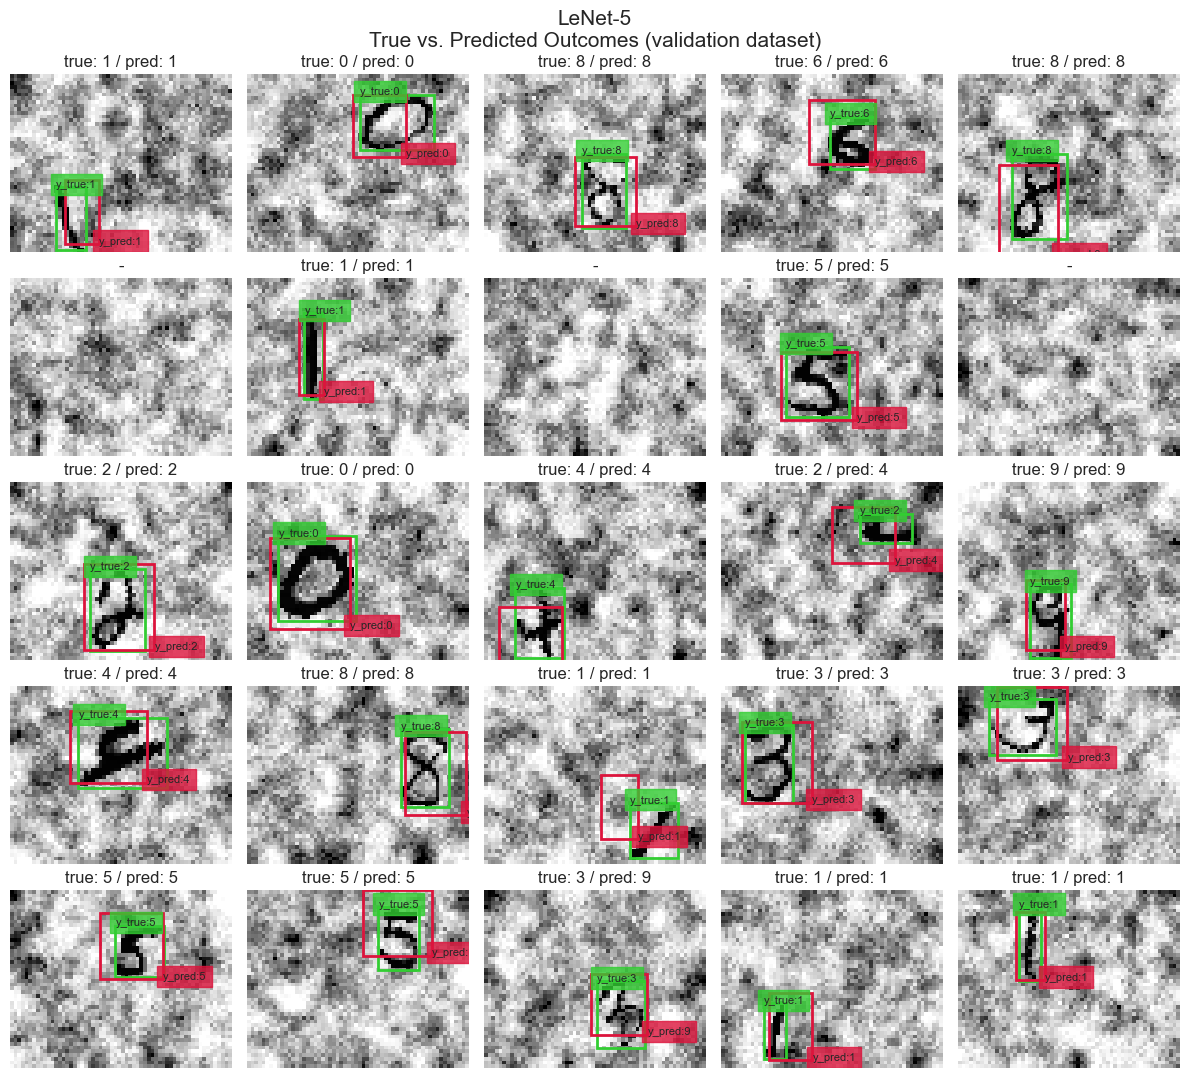 LeNet-5
True vs. Predicted Outcomes (validation dataset)
true: 1 / pred: 1 true: 0 / pred: 0 true: 8 / pred: 8 true: 6 / pred: 6 true: 8 / pred: 8
y_true:1 y_pred:1
y_true:0 y_pred:0
y_true:8 y_pred:8
y_true:6 y_pred:6
y_true:8
- true: 1 / pred: 1 - true: 5 / pred: 5 -
y_true:1 y_pred:1
y_true:5 y_pred:5
true: 2 / pred: 2 true: 0 / pred: 0 true: 4 / pred: 4 true: 2 / pred: 4 true: 9 / pred: 9
y_true:2 y_pred:2
y_true:0 y_pred:0
y_true:4
y_true:2 y_pred:4
y_true:9 y_pred:9
true: 4 / pred: 4 true: 8 / pred: 8 true: 1 / pred: 1 true: 3 / pred: 3 true: 3 / pred: 3
y_true:4 y_pred:4
y_true:8
y_true:1 y_pred:1
y_true:3 y_pred:3
y_true:3 y_pred:3
true: 5 / pred: 5 true: 5 / pred: 5 true: 3 / pred: 9 true: 1 / pred: 1 true: 1 / pred: 1
y_true:5 y_pred:5
y_true:5 y_pred:
y_true:3 y_pred:9
y_true:1 y_pred:1
y_true:1 y_pred:1